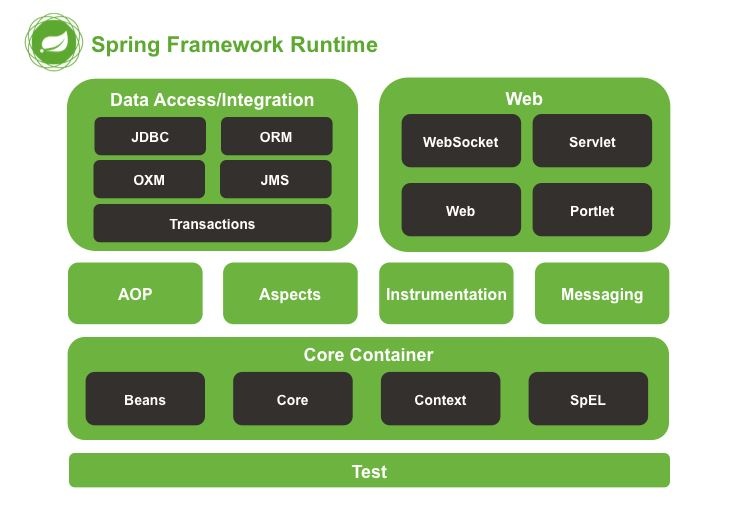 Spring Framework Runtime
Data Access/Integration
JDBC
ORM
OXM
JMS
Transactions
Web
WebSocket
Servlet
Web
Portlet
AOP
Aspects
Instrumentation
Messaging
Core Container
Beans
Core
Context
SpEL
Test